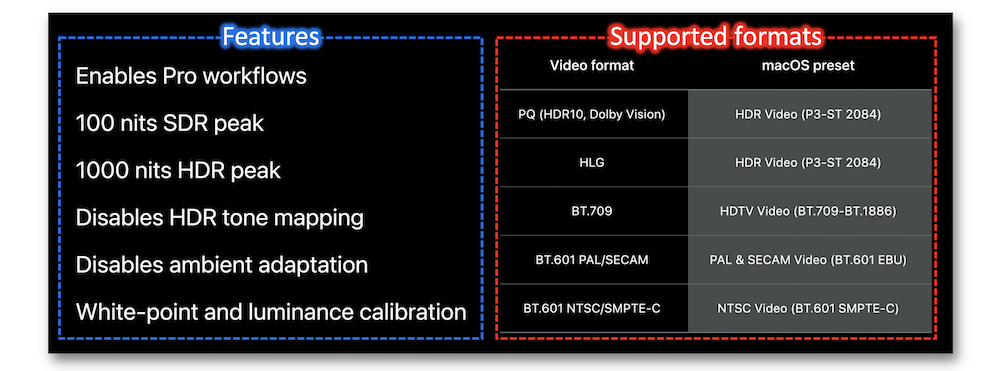 Features
Enables Pro workflows
100 nits SDR peak
1000 nits HDR peak
Disables HDR tone mapping
Disables ambient adaptation
White-point and luminance calibration
Supported formats
Video format macOS preset
PQ (HDR10, Dolby Vision) HDR Video (P3-ST 2084)
HLG HDR Video (P3-ST 2084)
BT.709 HDTV Video (BT.709-BT.1886)
BT.601 PAL/SECAM PAL & SECAM Video (BT.601 EBU)
BT.601 NTSC/SMPTE-C NTSC Video (BT.601 SMPTE-C)